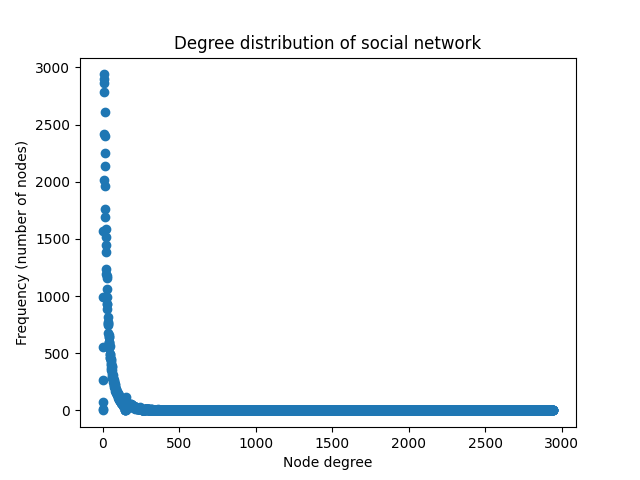 Degree distribution of social network
Frequency (number of nodes)
3000
2500
2000
1500
1000
500
0
0 500 1000 1500 2000 2500 3000
Node degree